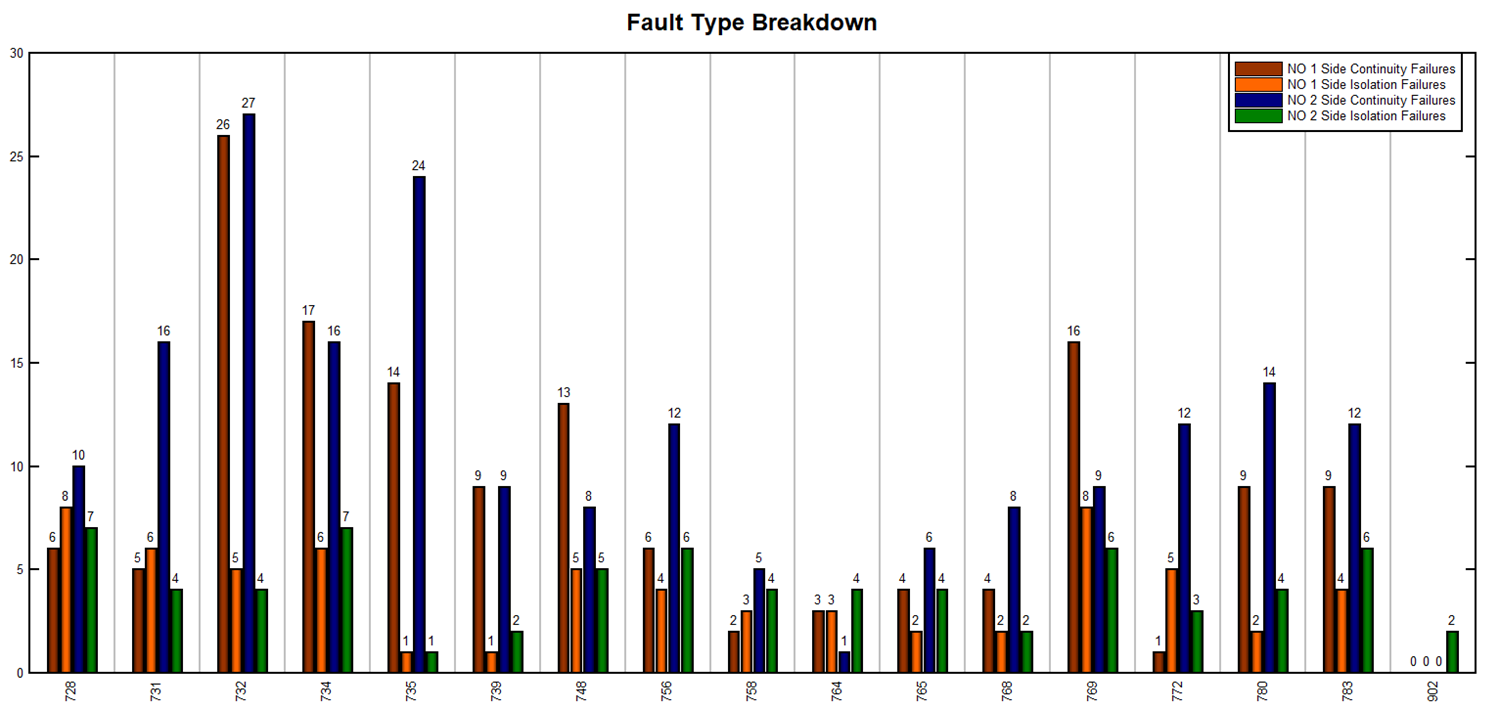 Fault Type Breakdown
30
25
20
15
10
5
0
NO 1 Side Continuity Failures
NO 1 Side Isolation Failures
NO 2 Side Continuity Failures
NO 2 Side Isolation Failures
6 8 10 7
5 6 16 4
26 5 27 4
17 6 16 7
14 1 24 1
9 1 9 2
13 5 8 5
6 4 12 6
2 3 5 4
3 3 1 4
4 2 6 4
4 2 8 2
16 8 9 6
1 5 12 3
9 2 14 4
9 4 12 6
0 0 0 2
728 731 732 734 735 739 748 756 758 764 765 768 769 772 780 783 902